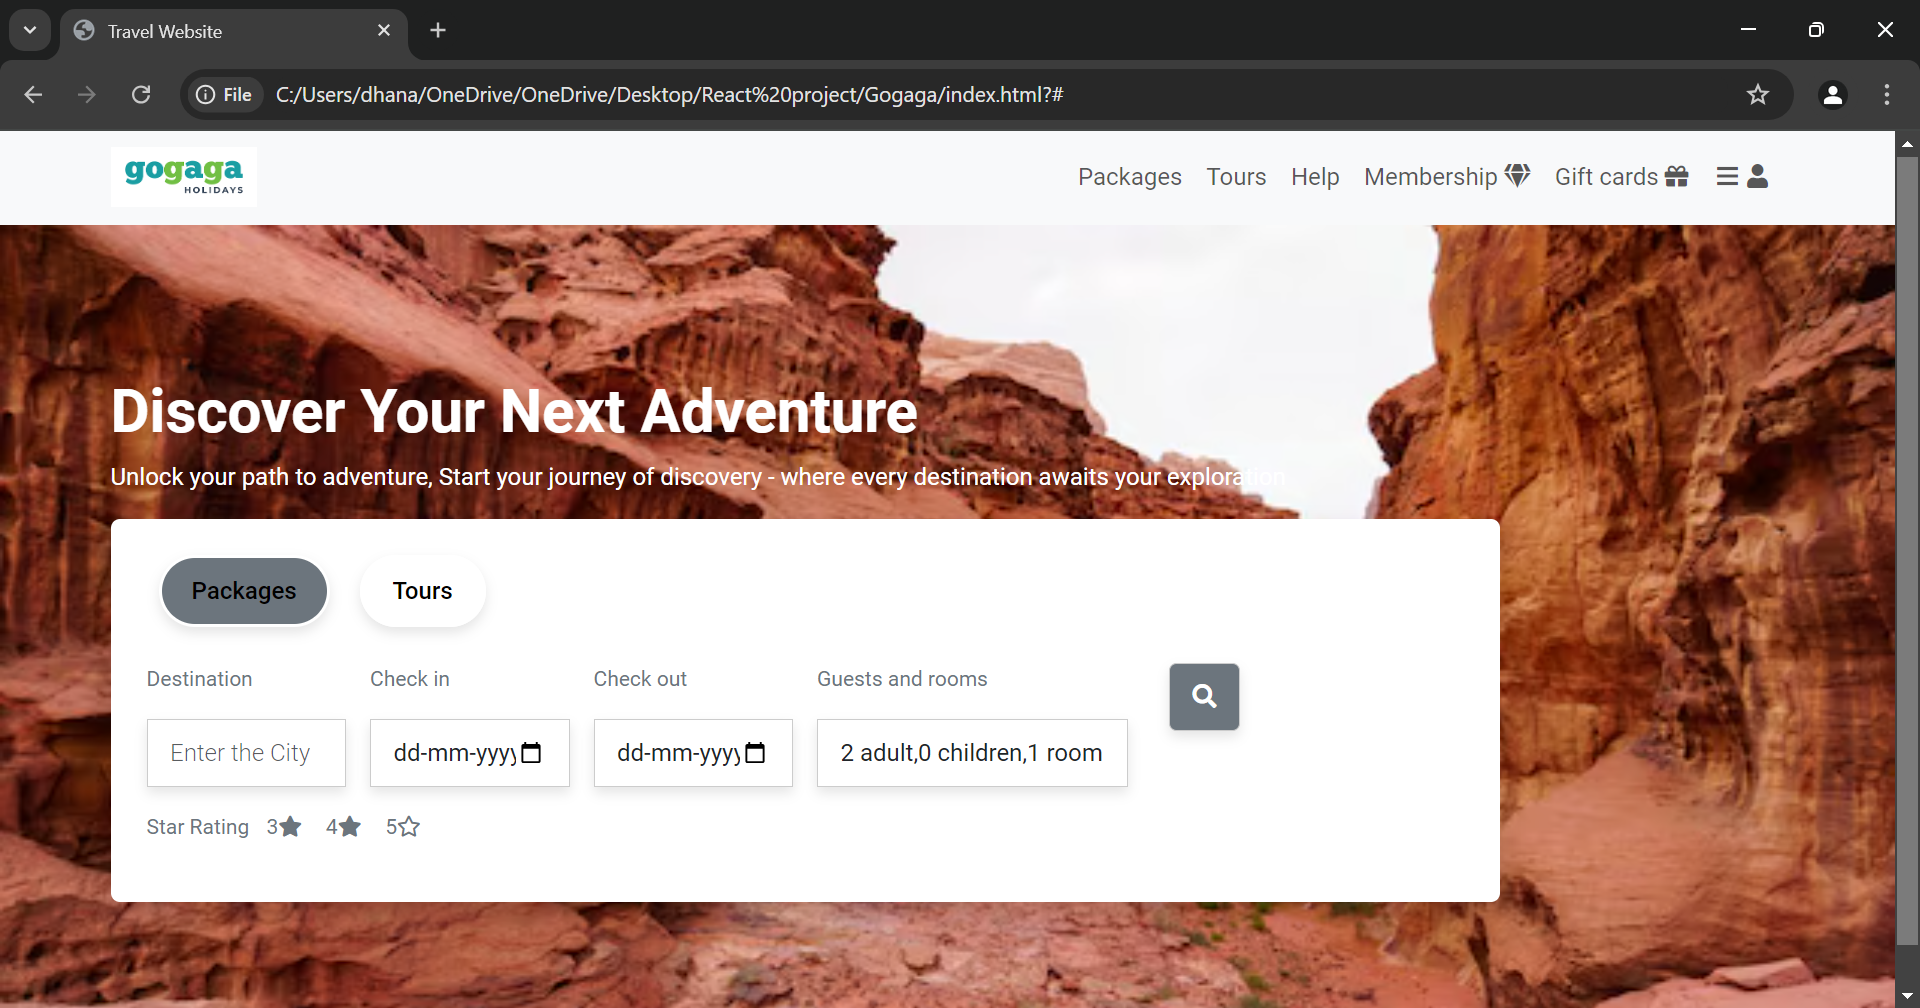 Travel Website
File C:/Users/dhana/OneDrive/OneDrive/Desktop/React%20project/Gogaga/index.html?#
gogaga
HOLIDAYS
Packages Tours Help Membership Gift cards
Discover Your Next Adventure
Unlock your path to adventure, Start your journey of discovery - where every destination awaits your exploration
Packages Tours
Destination Check in Check out Guests and rooms
Enter the City dd-mm-yyyy dd-mm-yyyy 2 adult,0 children,1 room
Star Rating 3 4 5